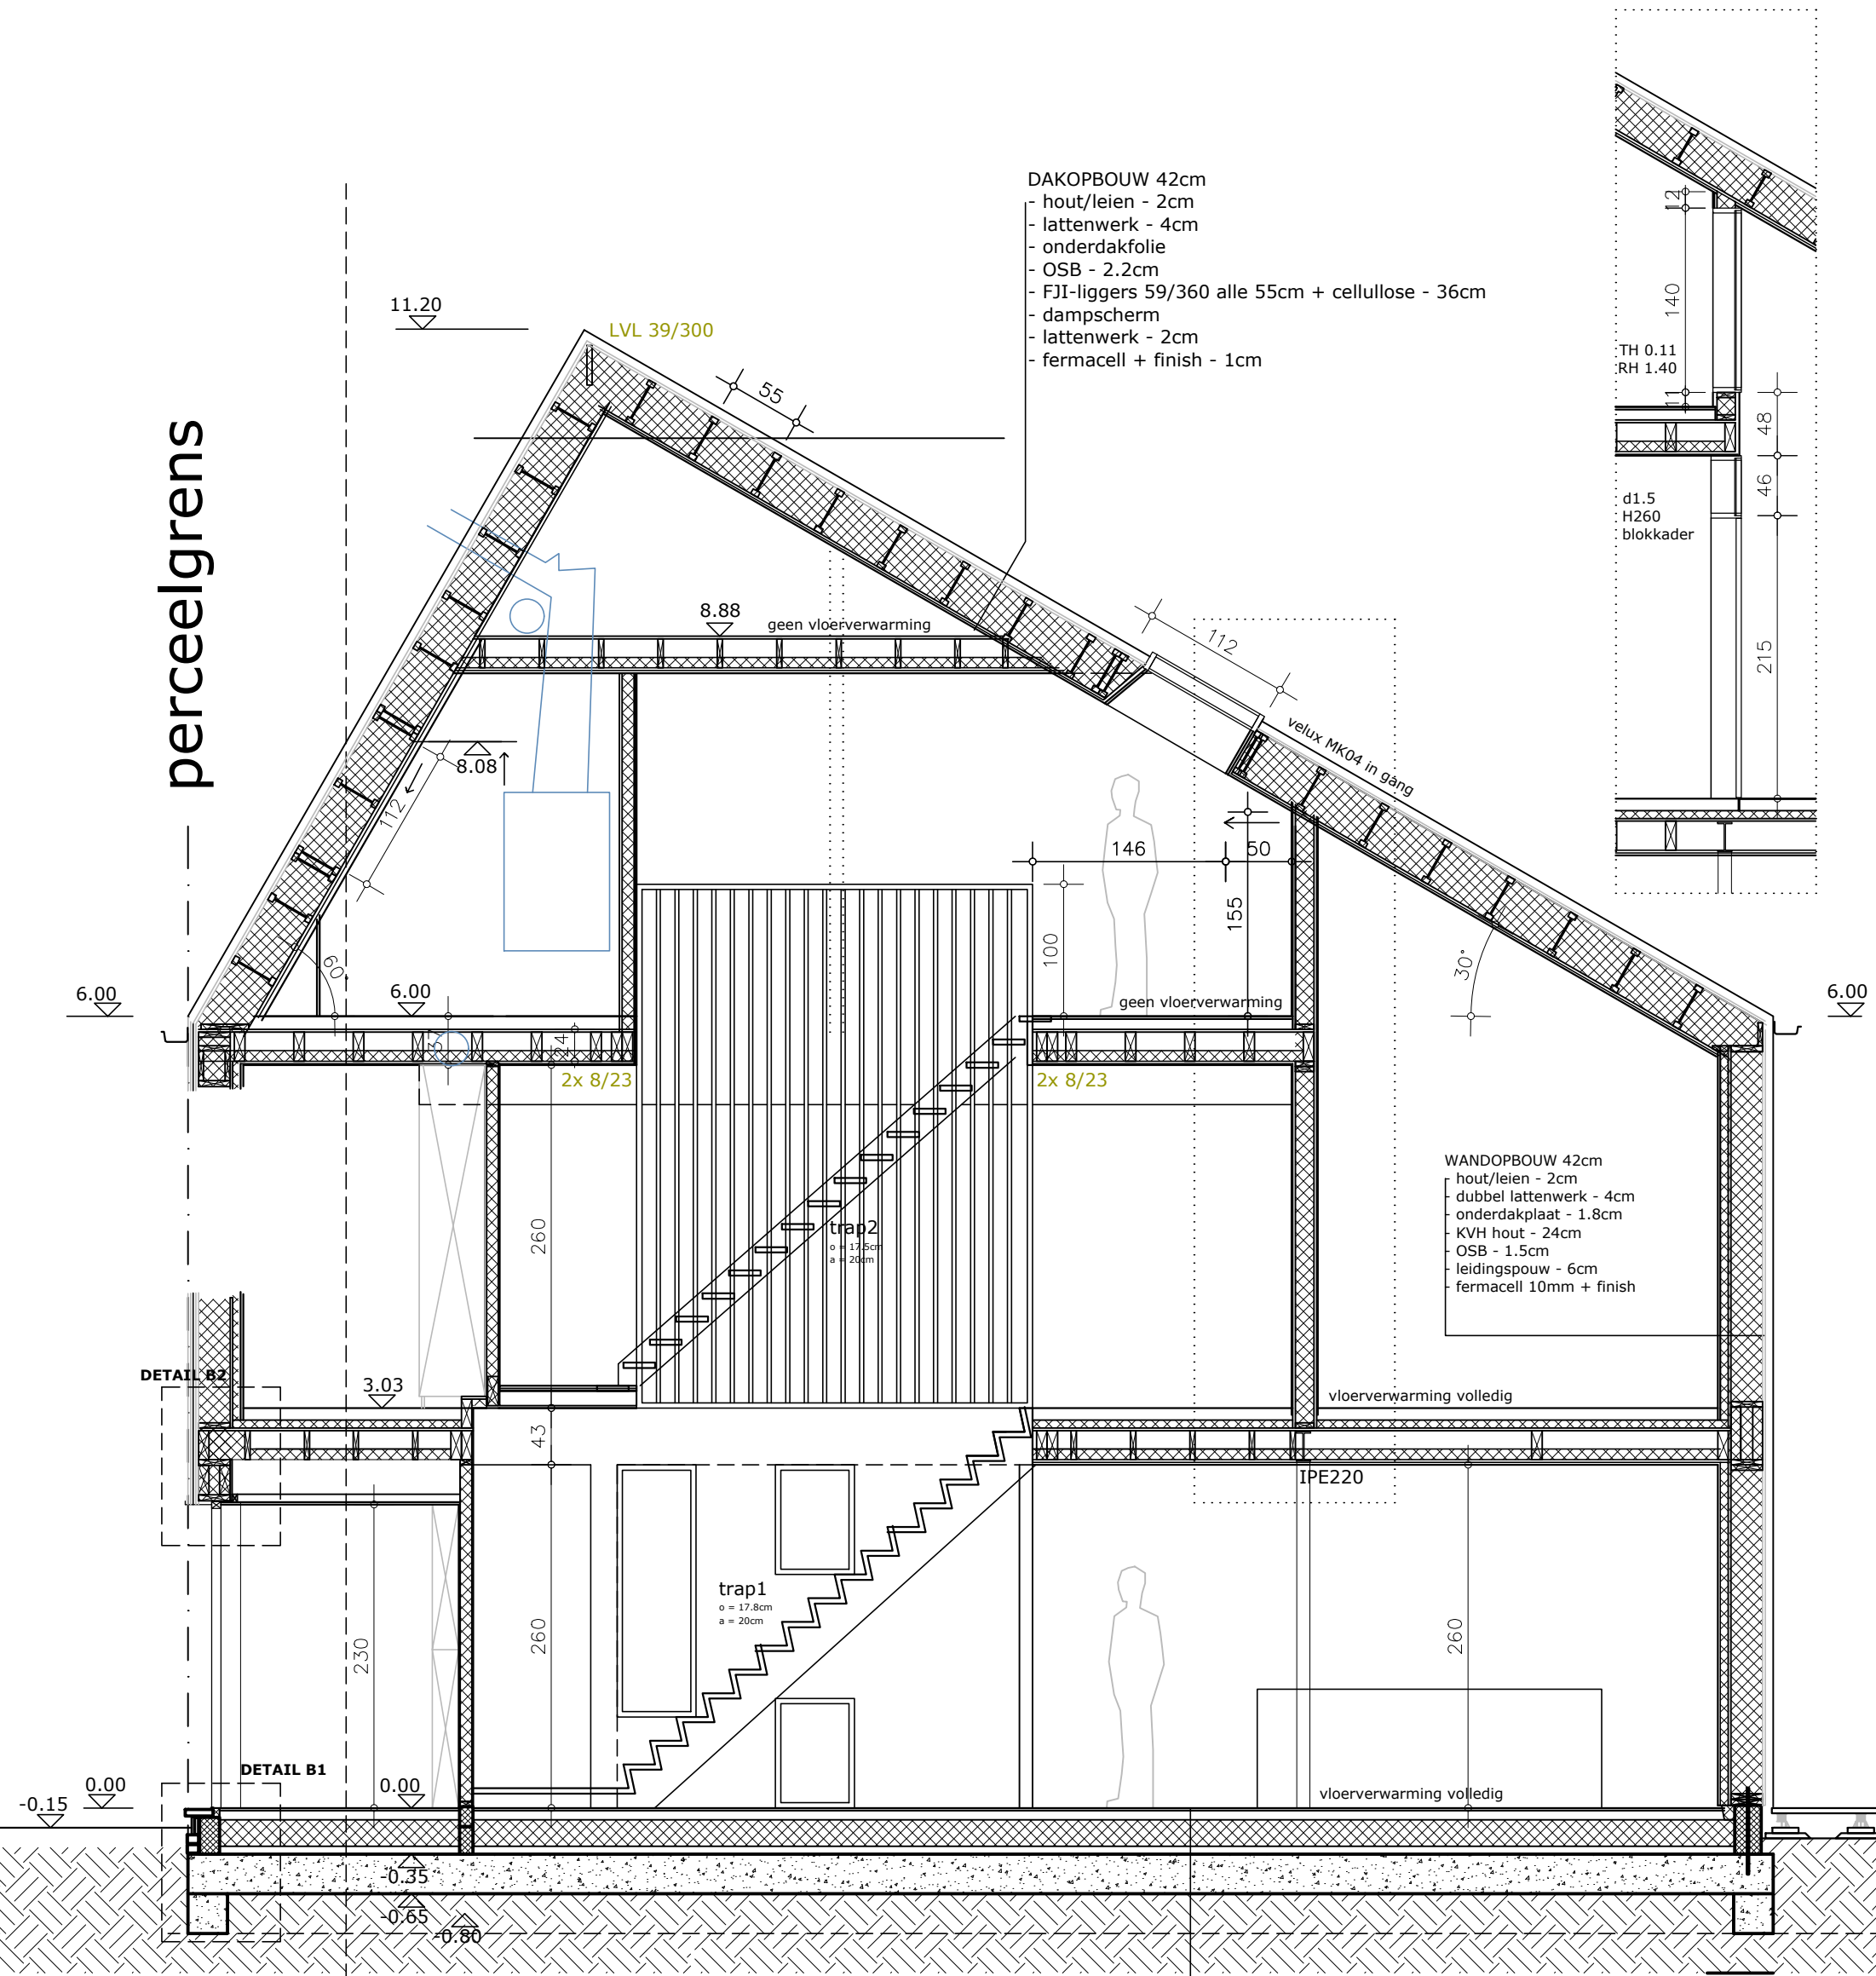 DAKOPBOUW 42cm
- hout/leien - 2cm
- lattenwerk - 4cm
- onderdakfolie
- OSB - 2.2cm
- FJI-liggers 59/360 alle 55cm + cellullose - 36cm
- dampscherm
- lattenwerk - 2cm
- fermacell + finish - 1cm
11.20
LVL 39/300
55
perceelgrens
12
140
TH 0.11
RH 1.40
11
48
46
d1.5
H260
blokkader
215
8.88
geen vloerverwarming
112
velux MK04 in gang
8.08
112
146
50
155
100
60°
30°
6.00
6.00
geen vloerverwarming
6.00
24
2x 8/23
2x 8/23
260
trap2
o = 17.5cm
a = 20cm
WANDOPBOUW 42cm
- hout/leien - 2cm
- dubbel lattenwerk - 4cm
- onderdakplaat - 1.8cm
- KVH hout - 24cm
- OSB - 1.5cm
- leidingspouw - 6cm
- fermacell 10mm + finish
DETAIL B2
3.03
vloerverwarming volledig
43
IPE220
trap1
o = 17.8cm
a = 20cm
230
260
260
DETAIL B1
0.00
0.00
-0.15
vloerverwarming volledig
-0.35
-0.65
-0.80